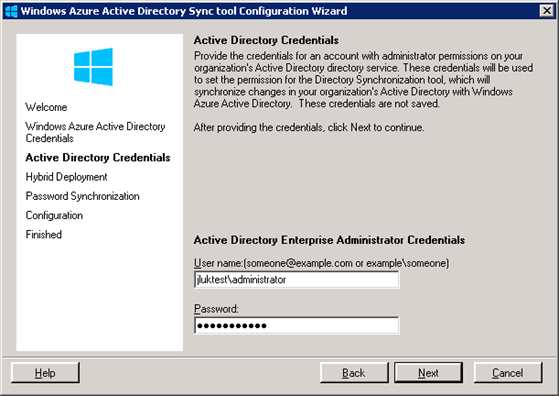 Windows Azure Active Directory Sync tool Configuration Wizard
Welcome
Windows Azure Active Directory
Credentials
Active Directory Credentials
Hybrid Deployment
Password Synchronization
Configuration
Finished
Active Directory Credentials
Provide the credentials for an account with administrator permissions on your
organization's Active Directory directory service. These credentials will be used
to set the permission for the Directory Synchronization tool, which will
synchronize changes in your organization's Active Directory with Windows
Azure Active Directory. These credentials are not saved.
After providing the credentials, click Next to continue.
Active Directory Enterprise Administrator Credentials
User name:(someone@example.com or example\someone)
jluktest\administrator
Password:
●●●●●●●●●●●
Help
Back
Next
Cancel